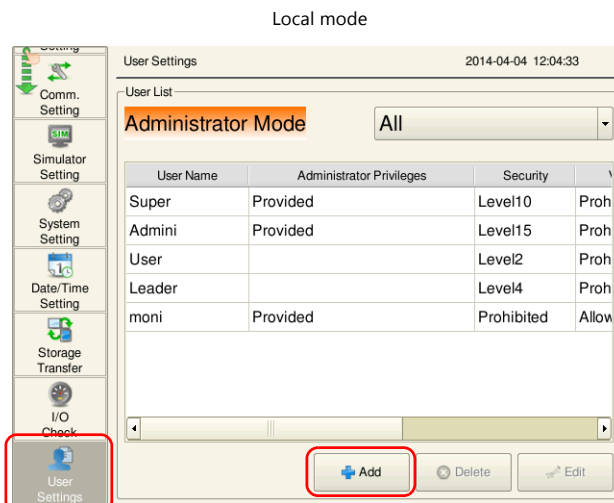 Local mode
Setting
Comm.
Setting
SIM
Simulator
Setting
System
Setting
1
Date/Time
Setting
Storage
Transfer
I/O
Check
User
Settings
User Settings
2014-04-04 12:04:33
User List
Administrator Mode
All
User Name Administrator Privileges Security
Super Provided Level10 Proh
Admini Provided Level15 Proh
User Level2 Proh
Leader Level4 Proh
moni Provided Prohibited Allow
Add
Delete
Edit